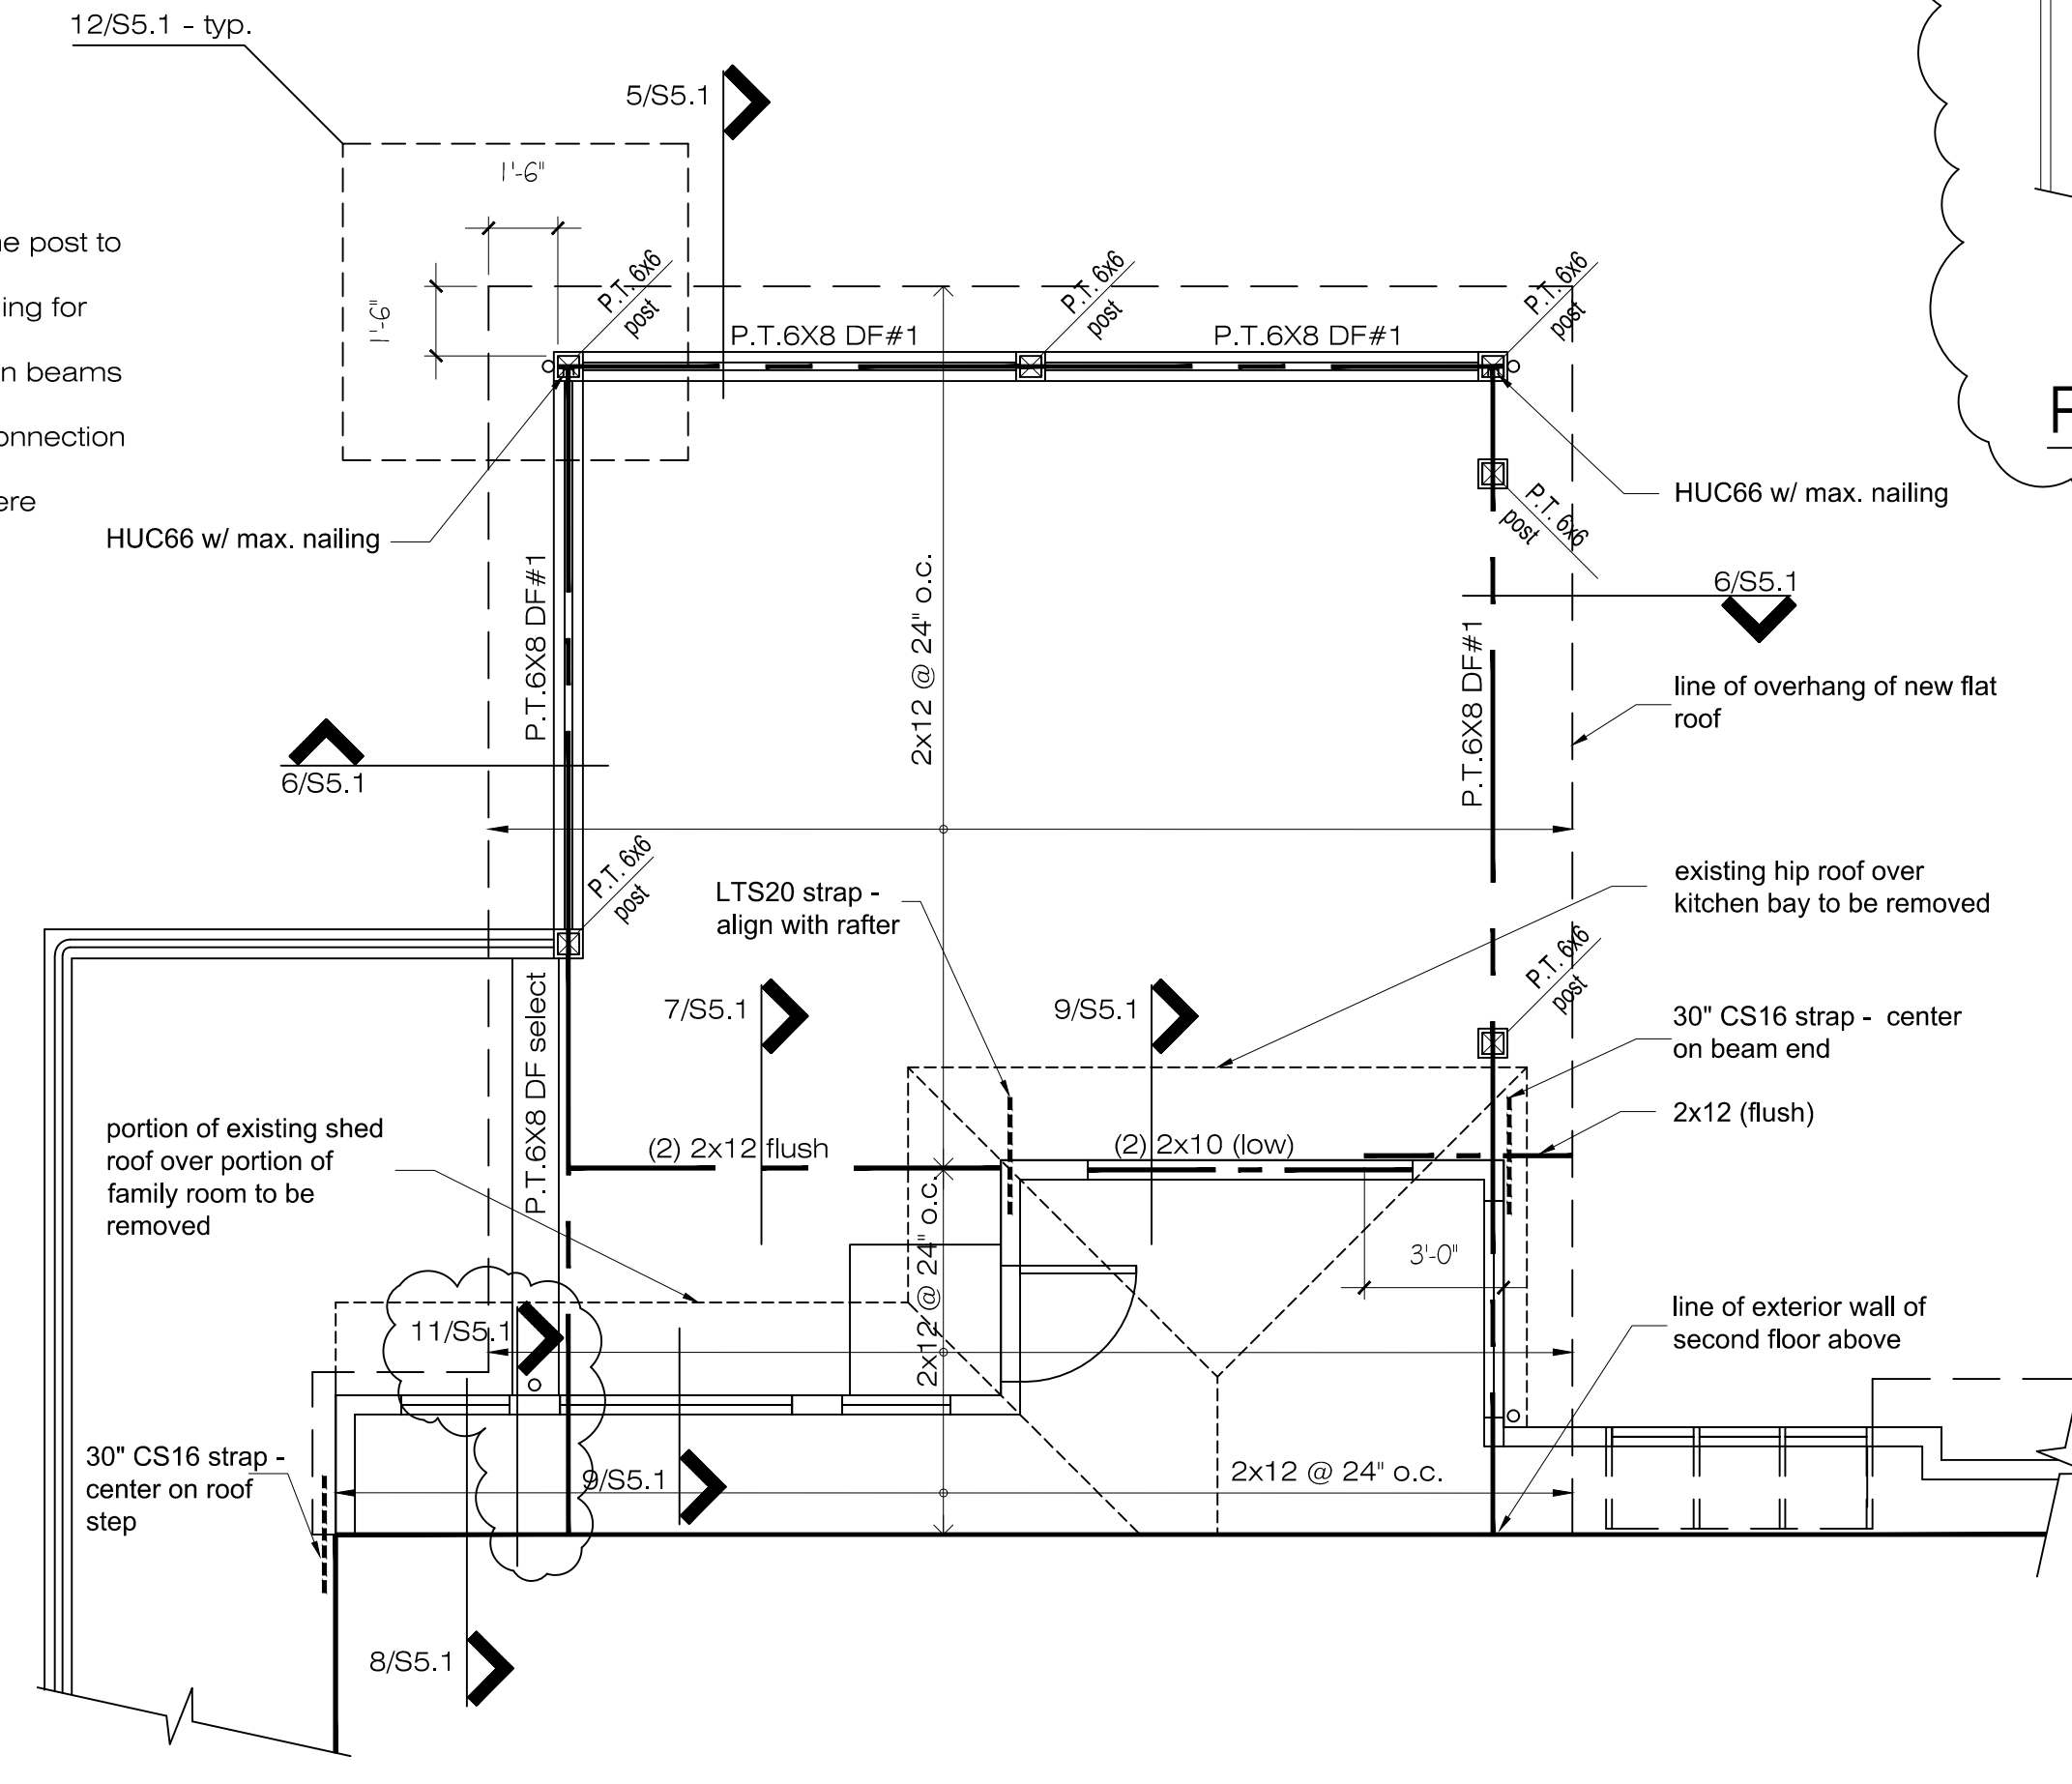 12/S5.1 - typ.
5/S5.1
1'-6"
1'-6"
post to
ing for
beams
P.T. 6x6
post
P.T. 6x6
post
P.T. 6x6
post
P.T.6X8 DF#1
P.T.6X8 DF#1
HUC66 w/ max. nailing
HUC66 w/ max. nailing
P.T. 6x6
post
P.T.6X8 DF#1
2x12 @ 24" o.c.
P.T.6X8 DF#1
6/S5.1
6/S5.1
line of overhang of new flat
roof
P.T. 6x6
post
LTS20 strap -
align with rafter
existing hip roof over
kitchen bay to be removed
P.T. 6x6
post
7/S5.1
9/S5.1
30" CS16 strap - center
on beam end
2x12 (flush)
P.T.6X8 DF select
portion of existing shed
roof over portion of
family room to be
removed
(2) 2x12 flush
(2) 2x10 (low)
2x12 @ 24" o.c.
3'-0"
11/S5.1
line of exterior wall of
second floor above
30" CS16 strap -
center on roof
step
9/S5.1
2x12 @ 24" o.c.
8/S5.1